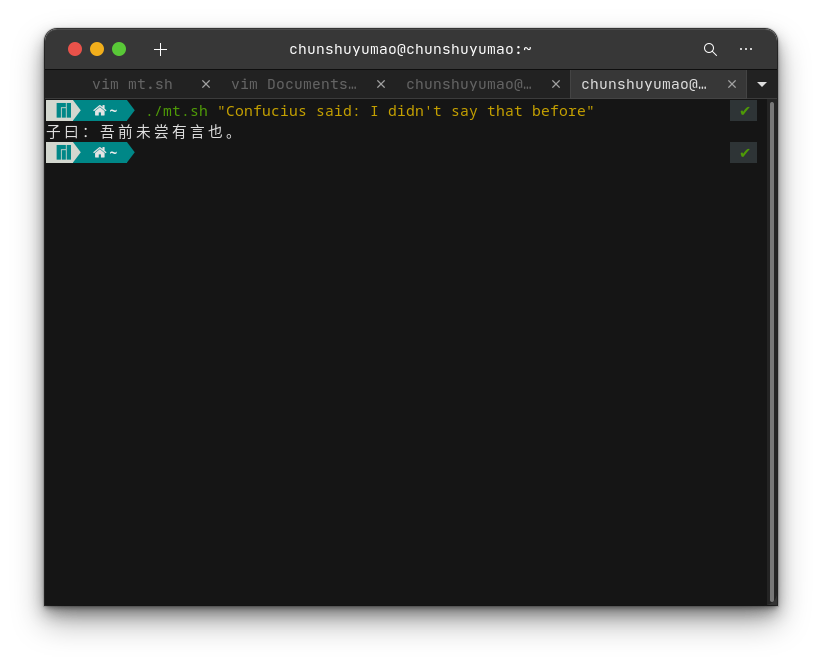 chunshuyumao@chunshuyumao:~
vim mt.sh
vim Documents…
chunshuyumao@…
chunshuyumao@…
~ ./mt.sh "Confucius said: I didn't say that before" ✔
子曰：吾前未尝有言也。
~ ✔